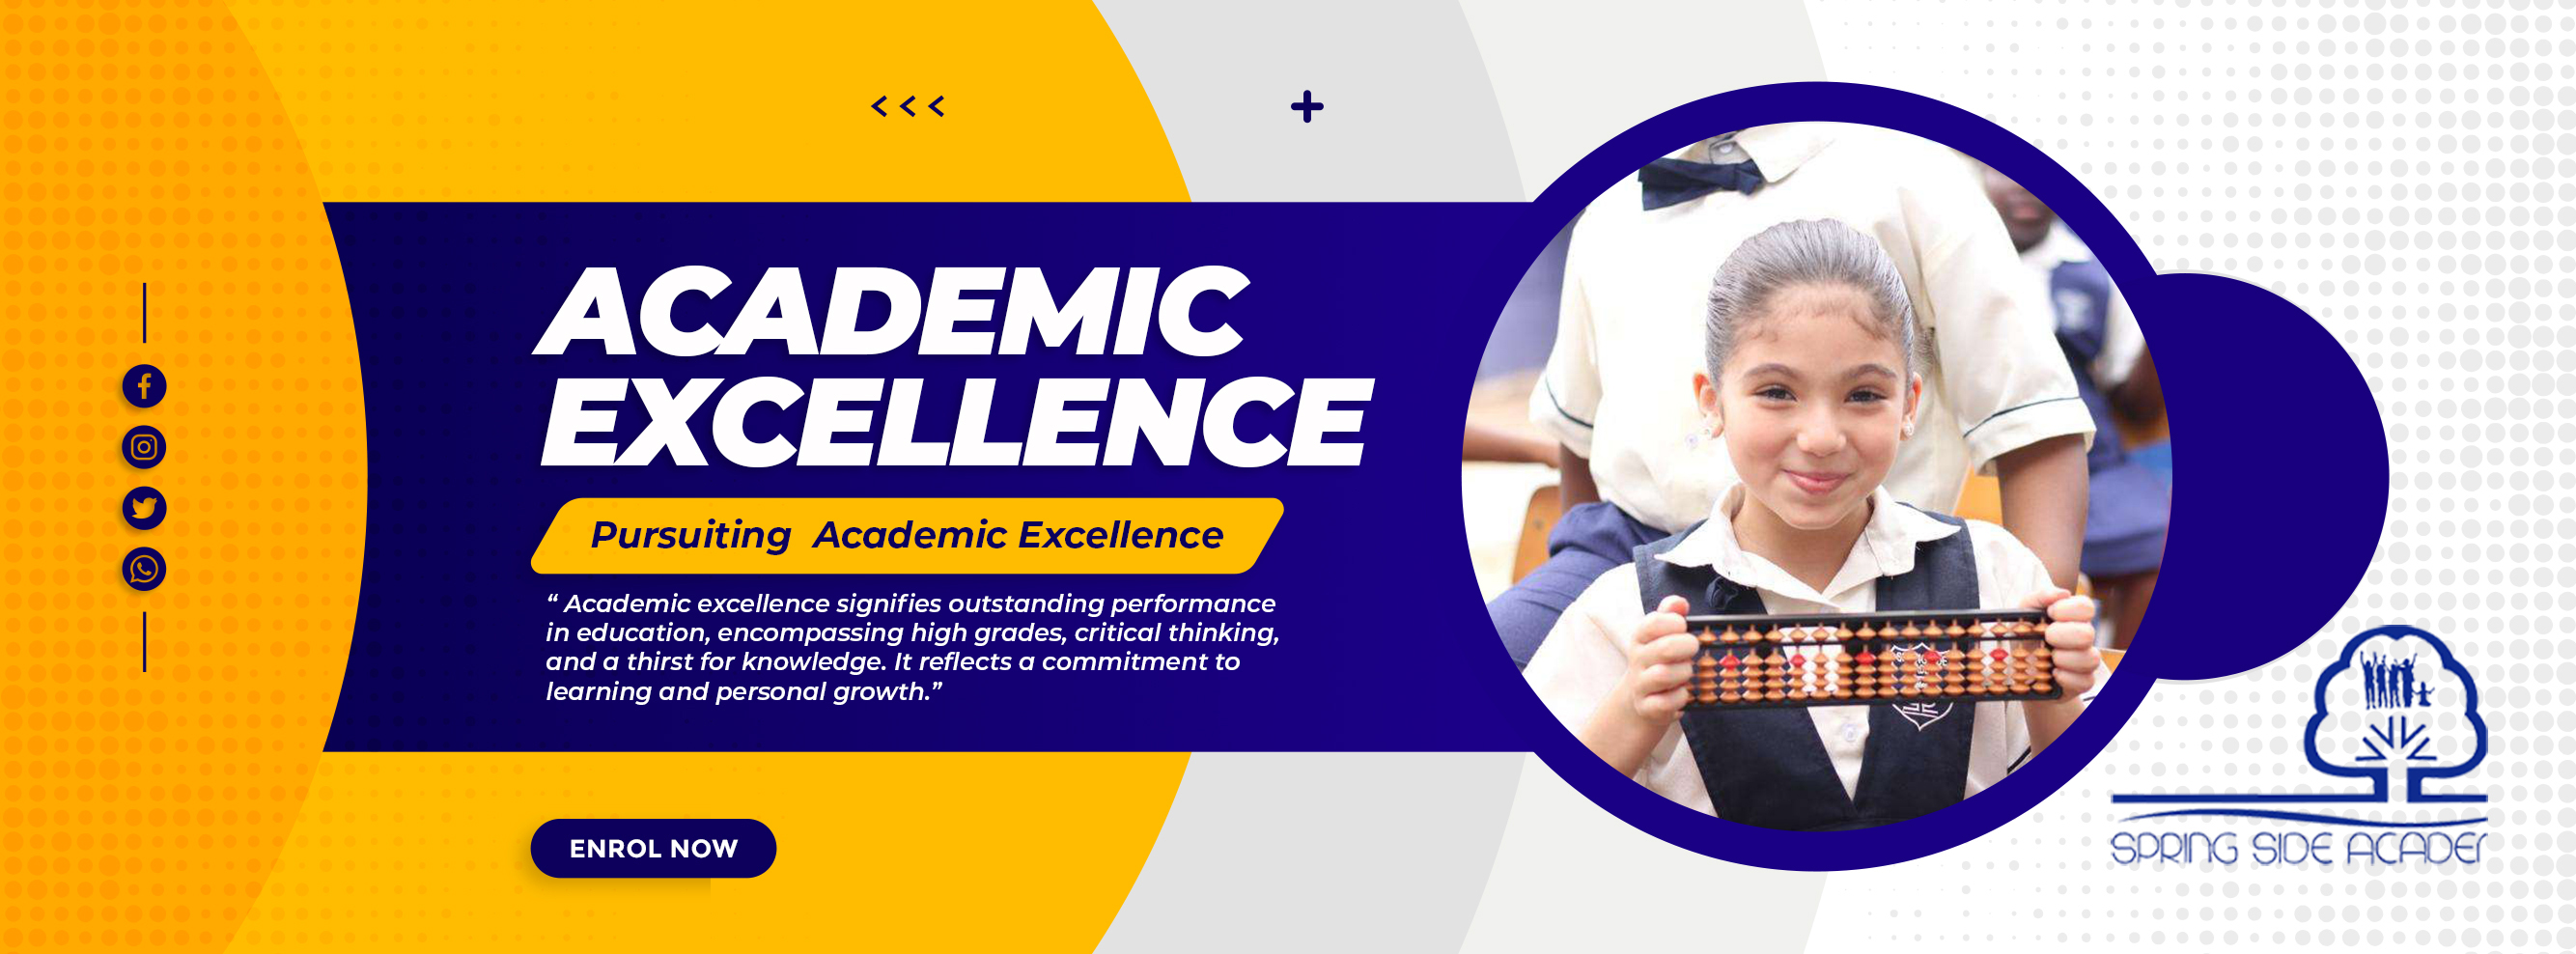 <<<
+
ACADEMIC
EXCELLENCE
Pursuiting Academic Excellence
“ Academic excellence signifies outstanding performance
in education, encompassing high grades, critical thinking,
and a thirst for knowledge. It reflects a commitment to
learning and personal growth.”
ENROL NOW
SPRING SIDE ACADE